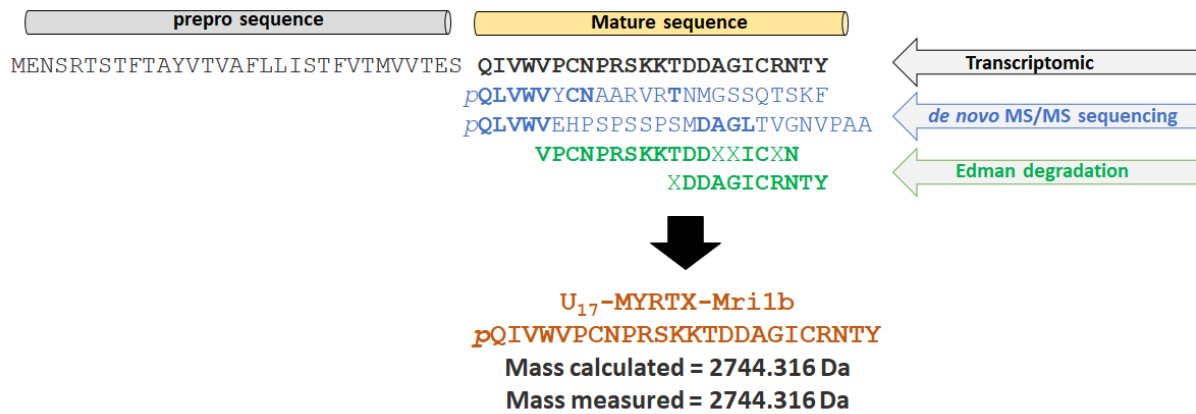 prepro sequence Mature sequence
MENSRTSTFTAYVTVAFLLISTFVTMVVTES QIVWVPCNPRSKKTDDAGICRNTY Transcriptomic
pQLVWVYCNAARVRTNMGSSQTSKF
pQLVWVEHPSPSSPSMDAGLTVGNVPAA de novo MS/MS sequencing
VPCNPRSKKTDDXXICXN
XDDAGICRNTY Edman degradation
U17-MYRTX-Mri1b
pQIVWVPCNPRSKKTDDAGICRNTY
Mass calculated = 2744.316 Da
Mass measured = 2744.316 Da